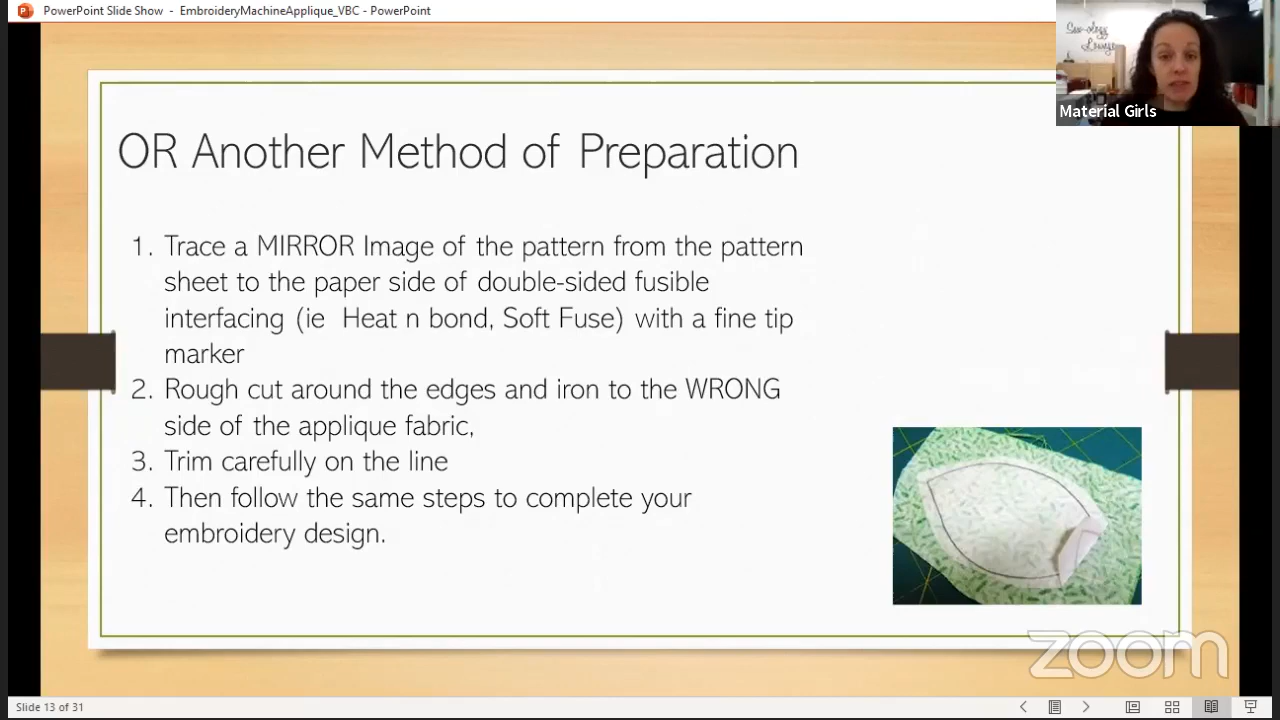 PowerPoint Slide Show - EmbroideryMachineApplique_VBC - PowerPoint
Sew-ology
Lounge
Material Girls
OR Another Method of Preparation
1. Trace a MIRROR Image of the pattern from the pattern
sheet to the paper side of double-sided fusible
interfacing (ie Heat n bond, Soft Fuse) with a fine tip
marker
2. Rough cut around the edges and iron to the WRONG
side of the applique fabric,
3. Trim carefully on the line
4. Then follow the same steps to complete your
embroidery design.
zoom
Slide 13 of 31